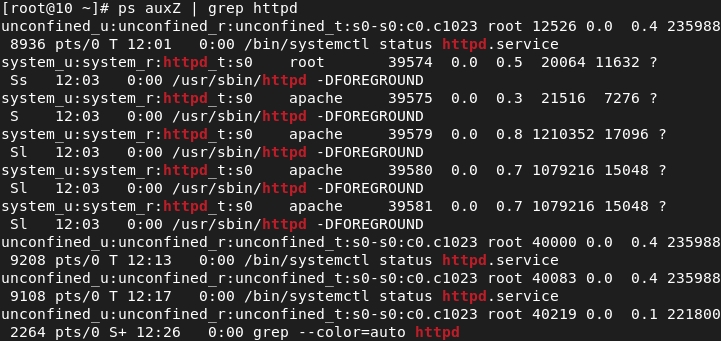 [root@10 ~]# ps auxZ | grep httpd
unconfined_u:unconfined_r:unconfined_t:s0-s0:c0.c1023 root 12526 0.0  0.4 235988
 8936 pts/0 T 12:01   0:00 /bin/systemctl status httpd.service
system_u:system_r:httpd_t:s0    root       39574  0.0  0.5  20064 11632 ?
 Ss   12:03   0:00 /usr/sbin/httpd -DFOREGROUND
system_u:system_r:httpd_t:s0    apache     39575  0.0  0.3  21516  7276 ?
 S    12:03   0:00 /usr/sbin/httpd -DFOREGROUND
system_u:system_r:httpd_t:s0    apache     39579  0.0  0.8 1210352 17096 ?
 Sl   12:03   0:00 /usr/sbin/httpd -DFOREGROUND
system_u:system_r:httpd_t:s0    apache     39580  0.0  0.7 1079216 15048 ?
 Sl   12:03   0:00 /usr/sbin/httpd -DFOREGROUND
system_u:system_r:httpd_t:s0    apache     39581  0.0  0.7 1079216 15048 ?
 Sl   12:03   0:00 /usr/sbin/httpd -DFOREGROUND
unconfined_u:unconfined_r:unconfined_t:s0-s0:c0.c1023 root 40000 0.0  0.4 235988
 9208 pts/0 T 12:13   0:00 /bin/systemctl status httpd.service
unconfined_u:unconfined_r:unconfined_t:s0-s0:c0.c1023 root 40083 0.0  0.4 235988
 9108 pts/0 T 12:17   0:00 /bin/systemctl status httpd.service
unconfined_u:unconfined_r:unconfined_t:s0-s0:c0.c1023 root 40219 0.0  0.1 221800
 2264 pts/0 S+ 12:26   0:00 grep --color=auto httpd